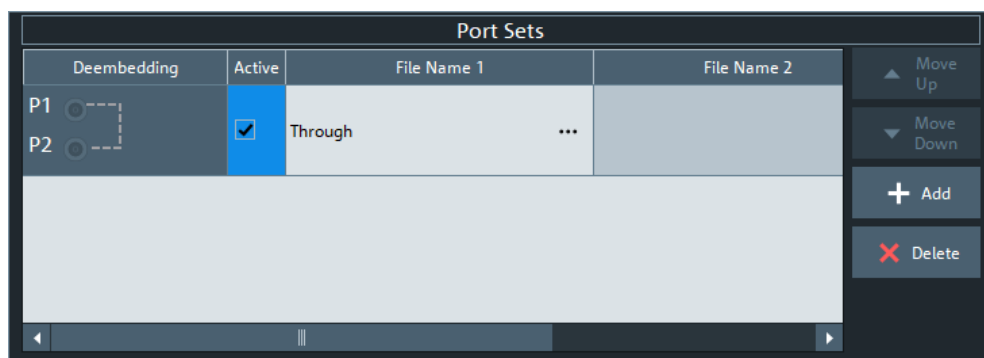 Port Sets
Deembedding Active File Name 1 File Name 2
P1
P2
Through ...
Move
Up
Move
Down
Add
Delete